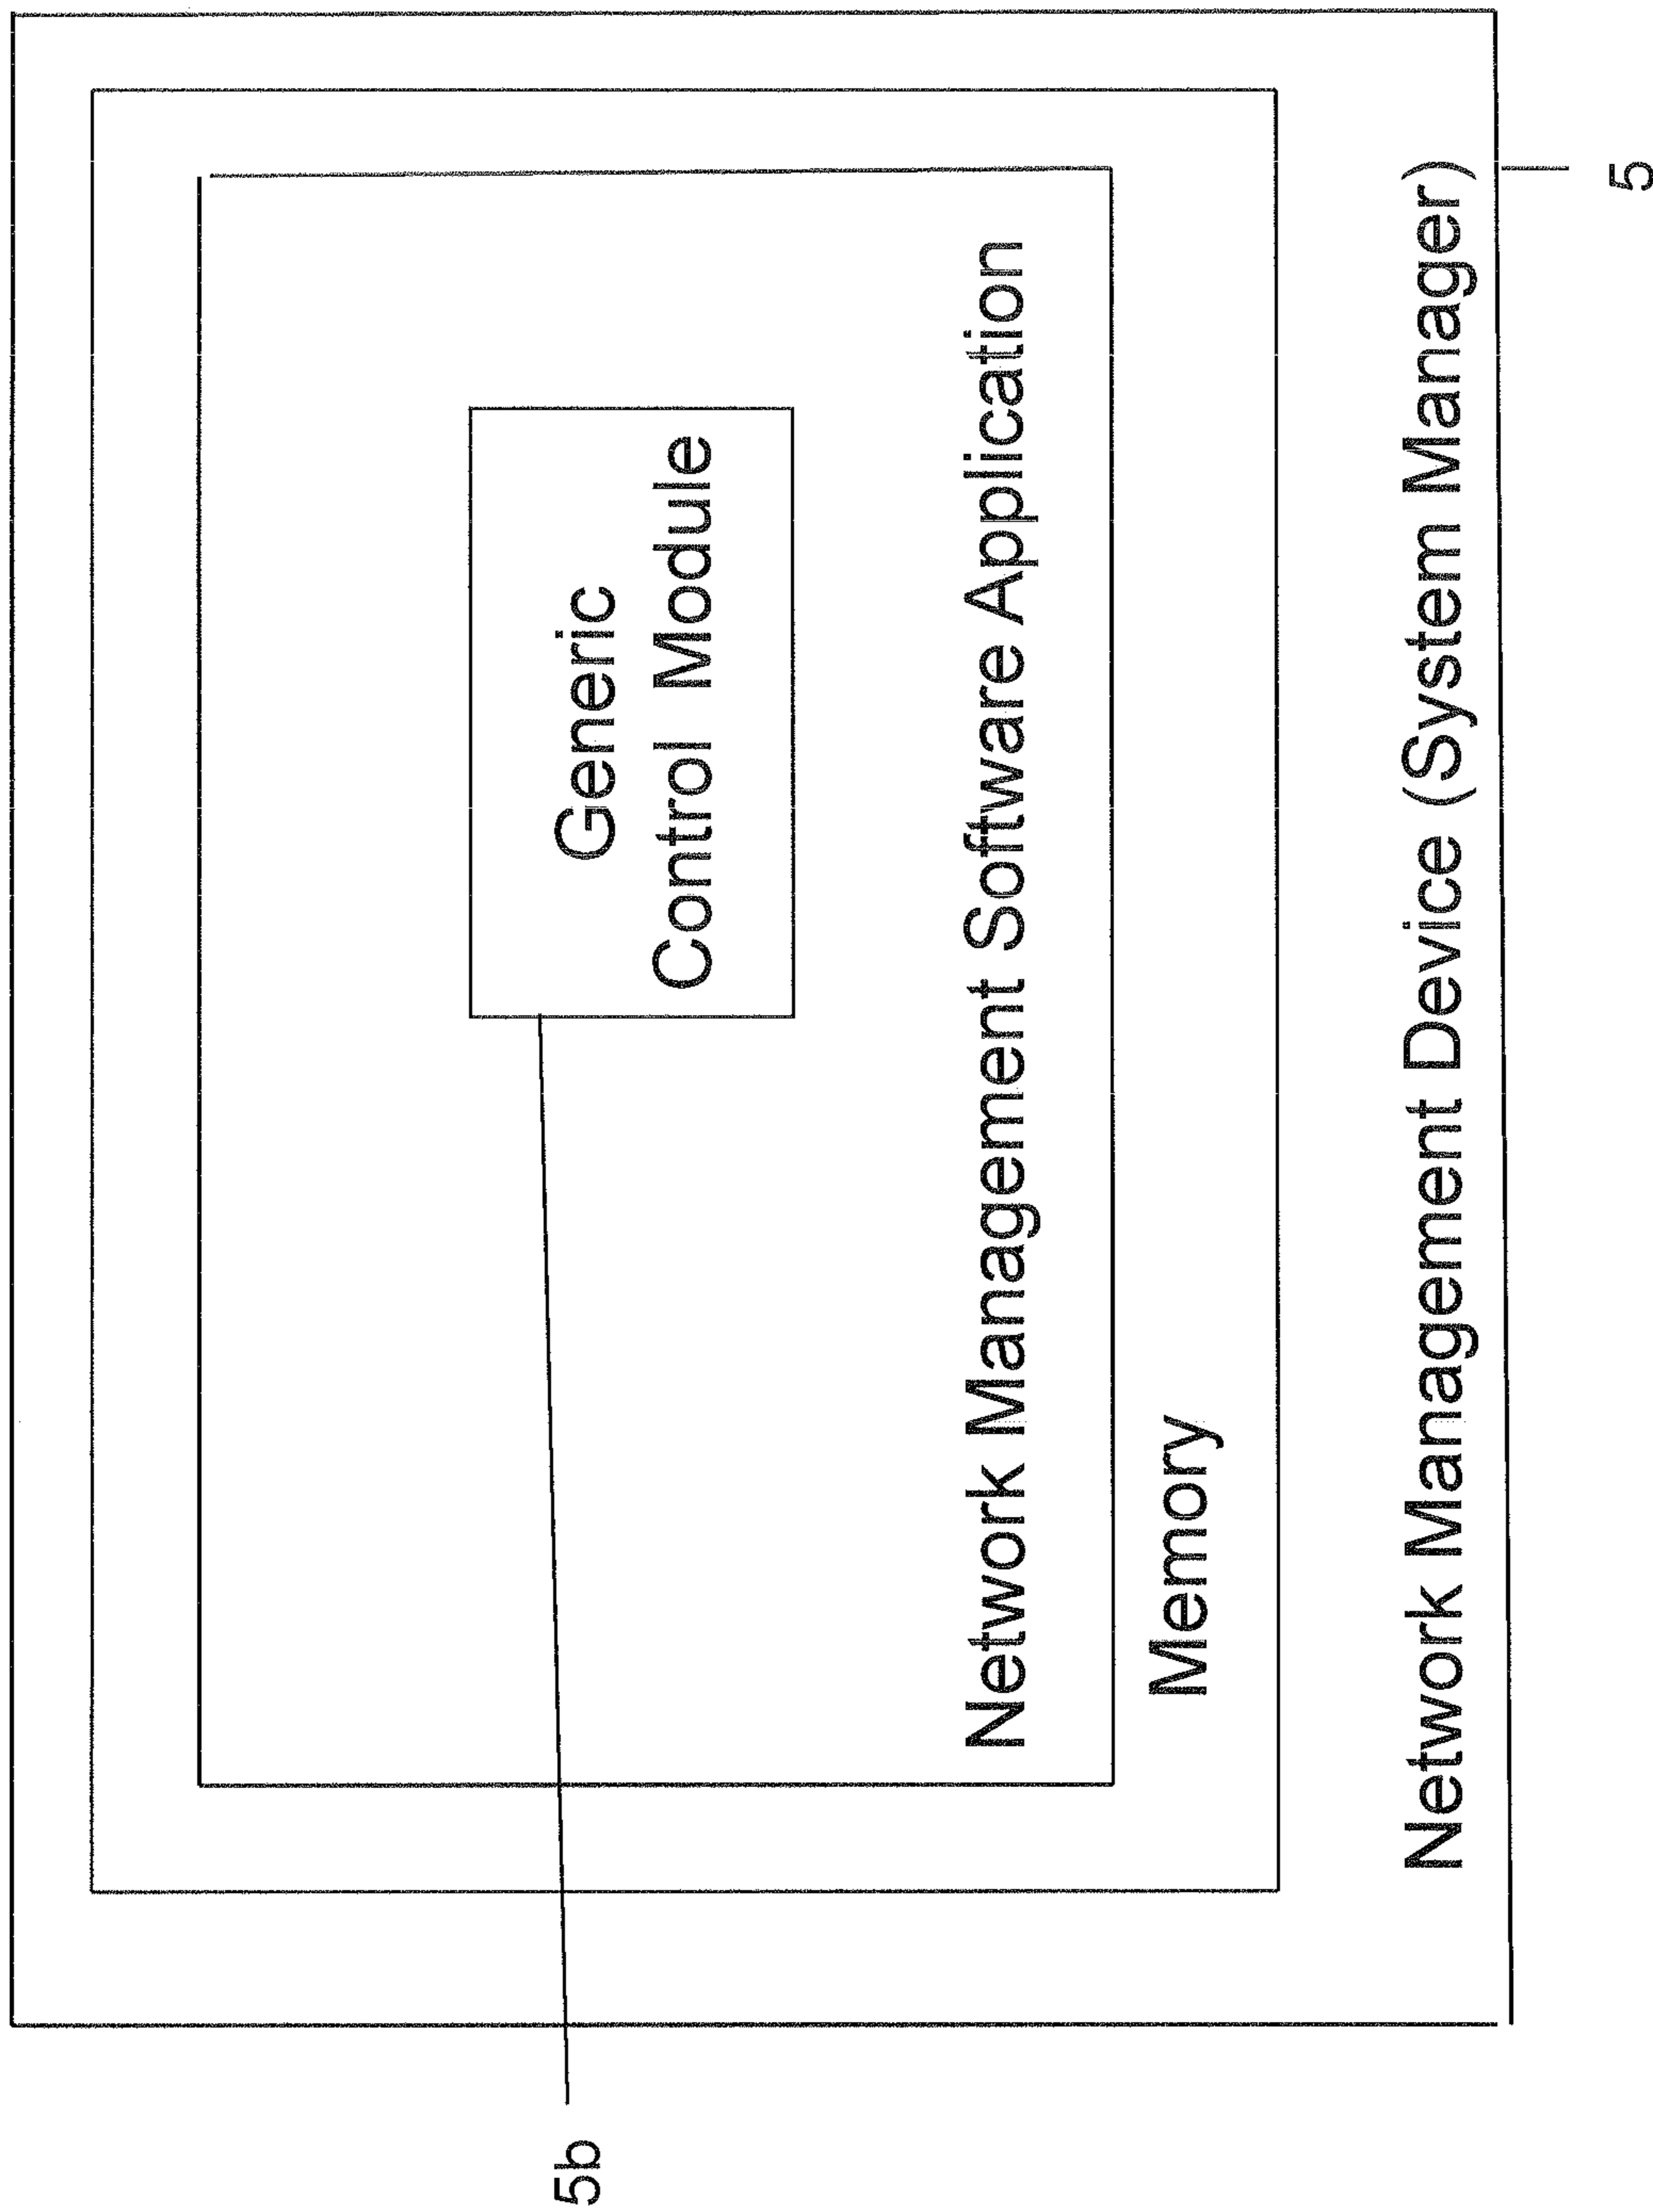 5b
Generic
Control Module
Network Management Software Application
Memory
Network Management Device (System Manager)
5